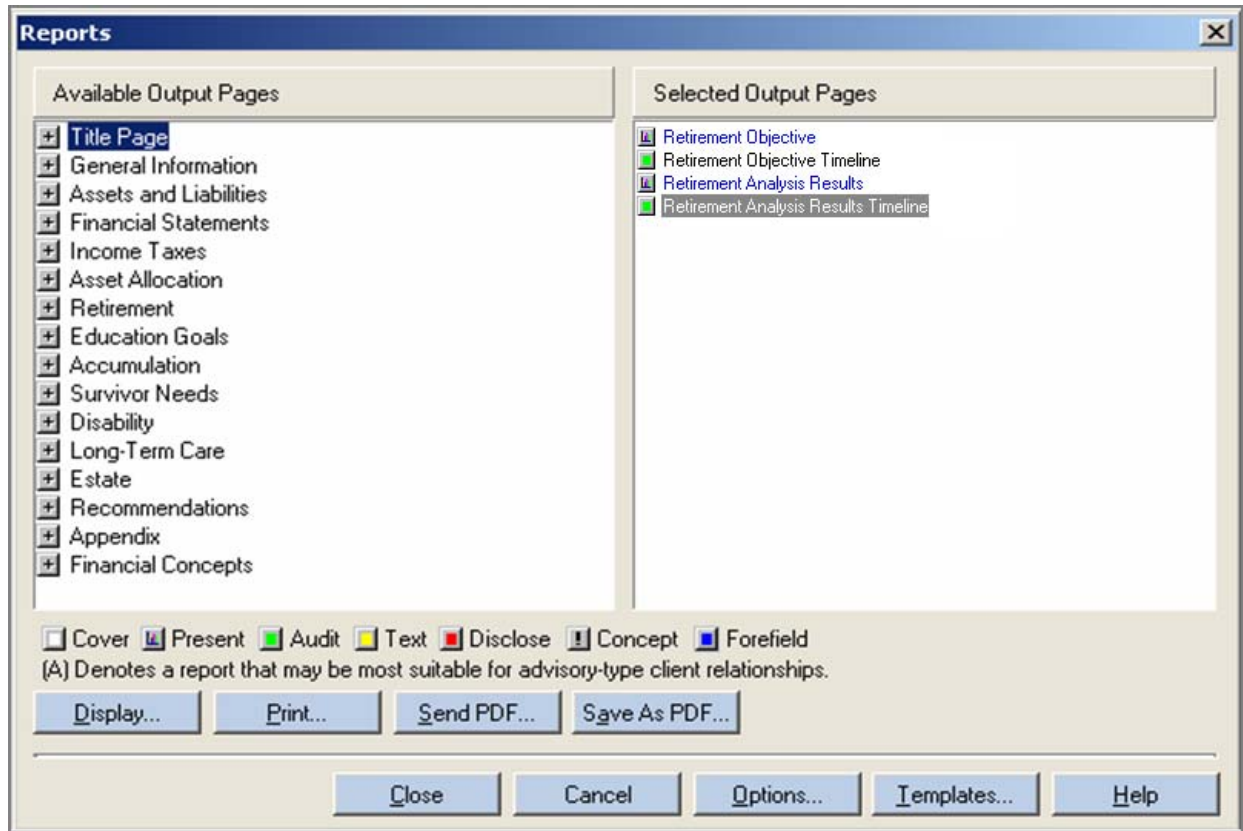 Reports
Available Output Pages
Title Page
General Information
Assets and Liabilities
Financial Statements
Income Taxes
Asset Allocation
Retirement
Education Goals
Accumulation
Survivor Needs
Disability
Long-Term Care
Estate
Recommendations
Appendix
Financial Concepts
Selected Output Pages
Retirement Objective
Retirement Objective Timeline
Retirement Analysis Results
Retirement Analysis Results Timeline
Cover Present Audit Text Disclose Concept Forefield
(A) Denotes a report that may be most suitable for advisory-type client relationships.
Display... Print... Send PDF... Save As PDF...
Close Cancel Options... Templates... Help